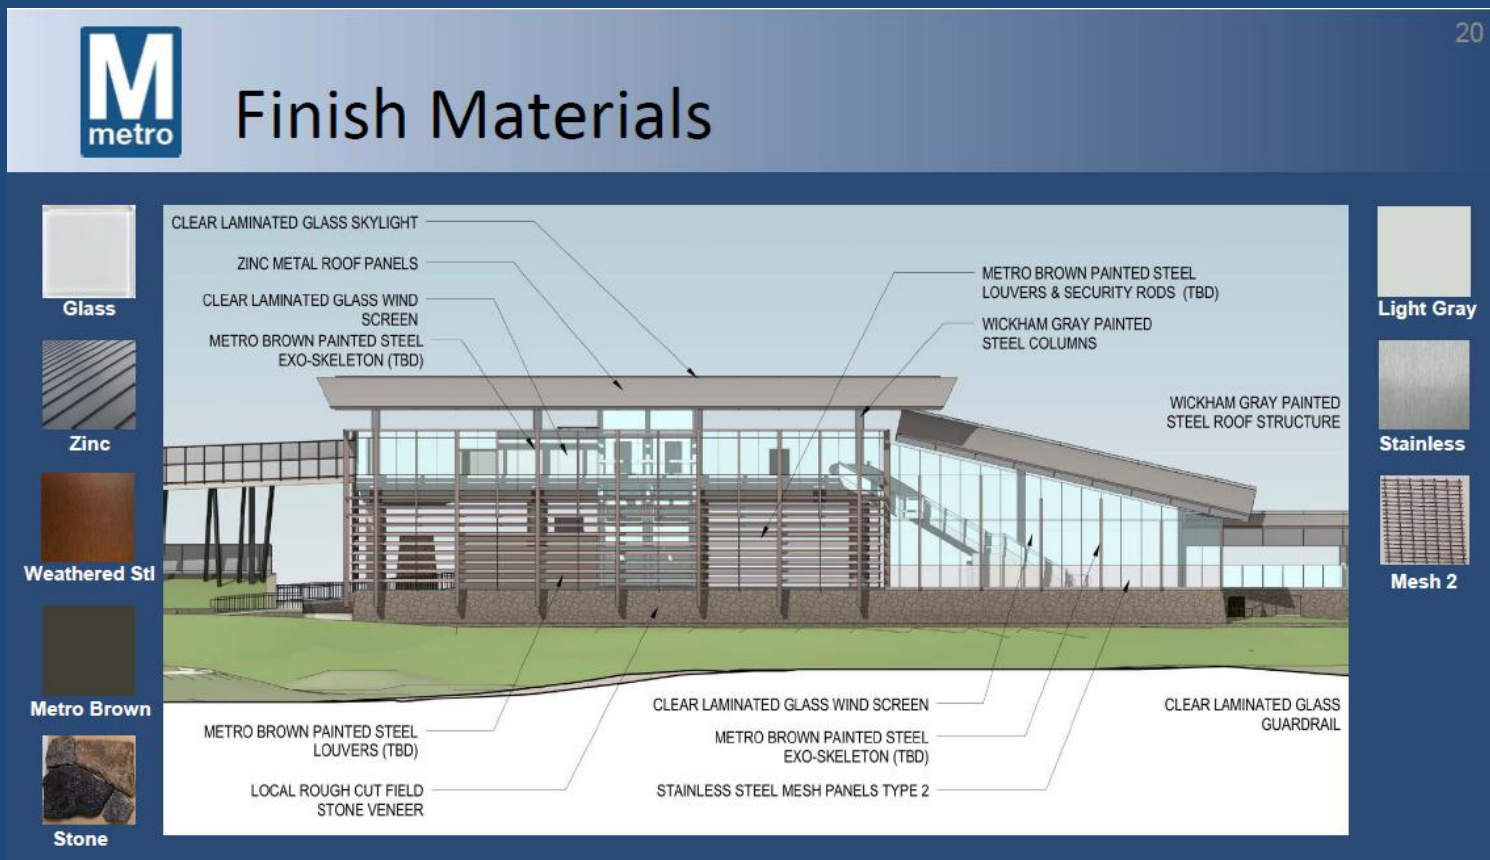 20
M
metro
Finish Materials
Glass
Zinc
Weathered Stl
Metro Brown
Stone
CLEAR LAMINATED GLASS SKYLIGHT
ZINC METAL ROOF PANELS
CLEAR LAMINATED GLASS WIND
SCREEN
METRO BROWN PAINTED STEEL
EXO-SKELETON (TBD)
METRO BROWN PAINTED STEEL
LOUVERS & SECURITY RODS (TBD)
WICKHAM GRAY PAINTED
STEEL COLUMNS
WICKHAM GRAY PAINTED
STEEL ROOF STRUCTURE
METRO BROWN PAINTED STEEL
LOUVERS (TBD)
LOCAL ROUGH CUT FIELD
STONE VENEER
CLEAR LAMINATED GLASS WIND SCREEN
METRO BROWN PAINTED STEEL
EXO-SKELETON (TBD)
STAINLESS STEEL MESH PANELS TYPE 2
CLEAR LAMINATED GLASS
GUARDRAIL
Light Gray
Stainless
Mesh 2